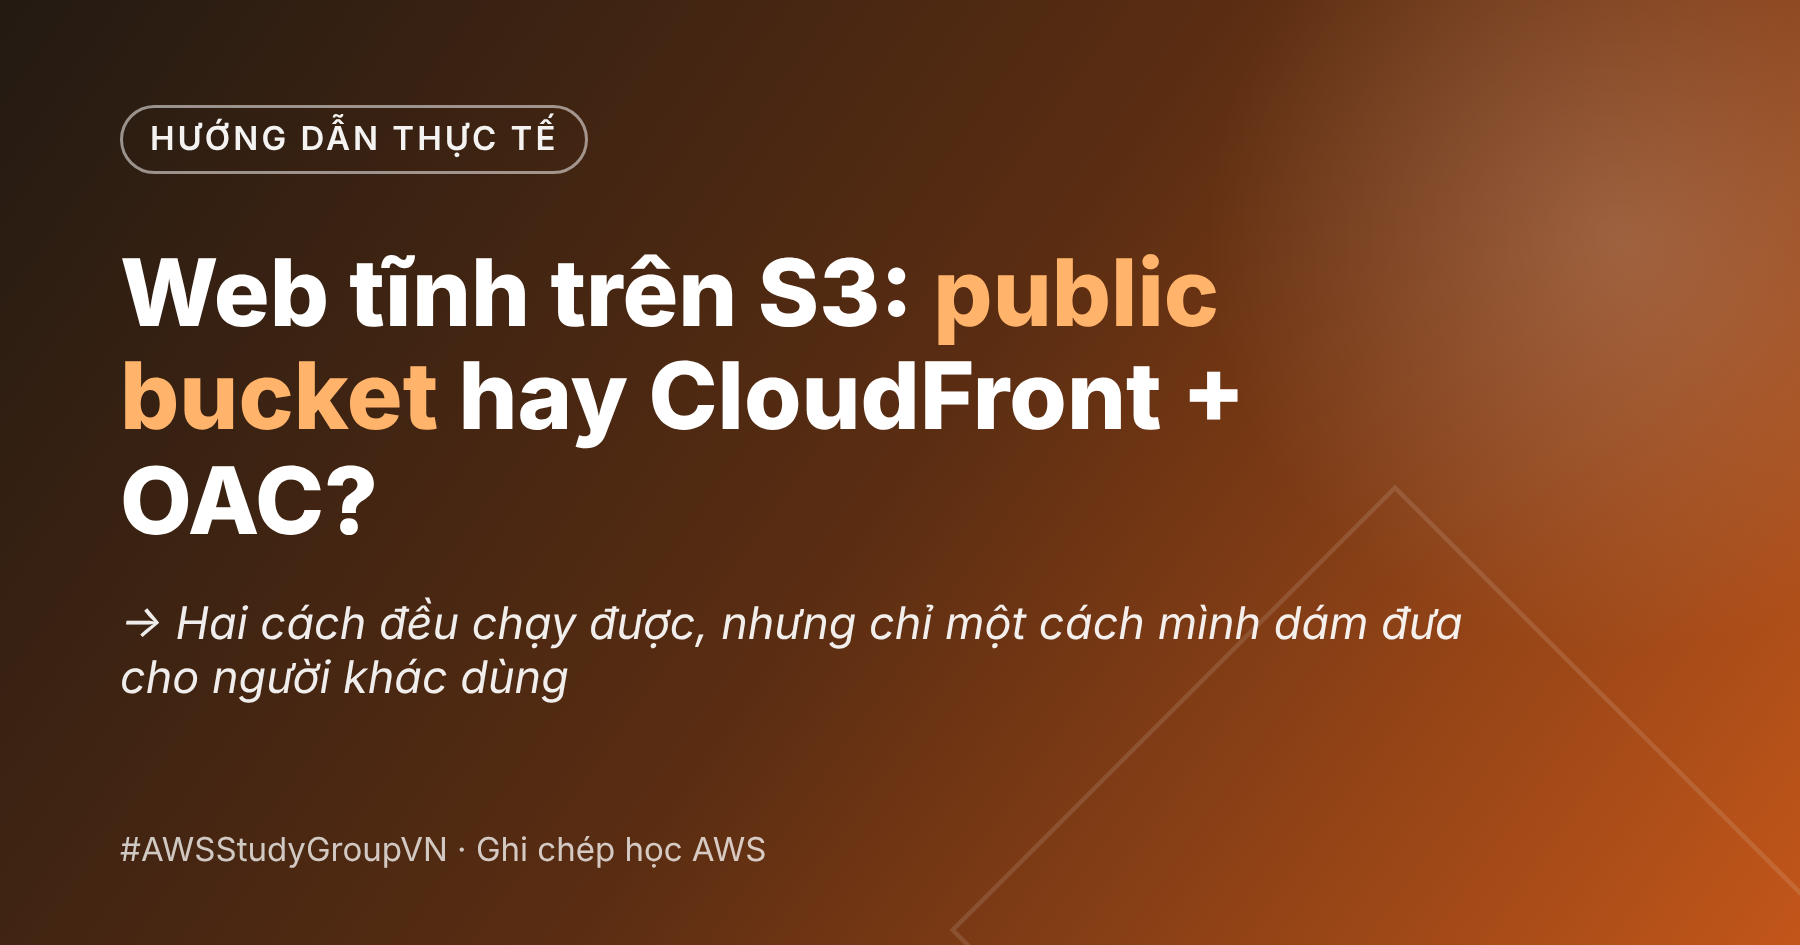 HƯỚNG DẪN THỰC TẾ
Web tĩnh trên S3: public
bucket hay CloudFront +
OAC?
→ Hai cách đều chạy được, nhưng chỉ một cách mình dám đưa
cho người khác dùng
#AWSStudyGroupVN · Ghi chép học AWS